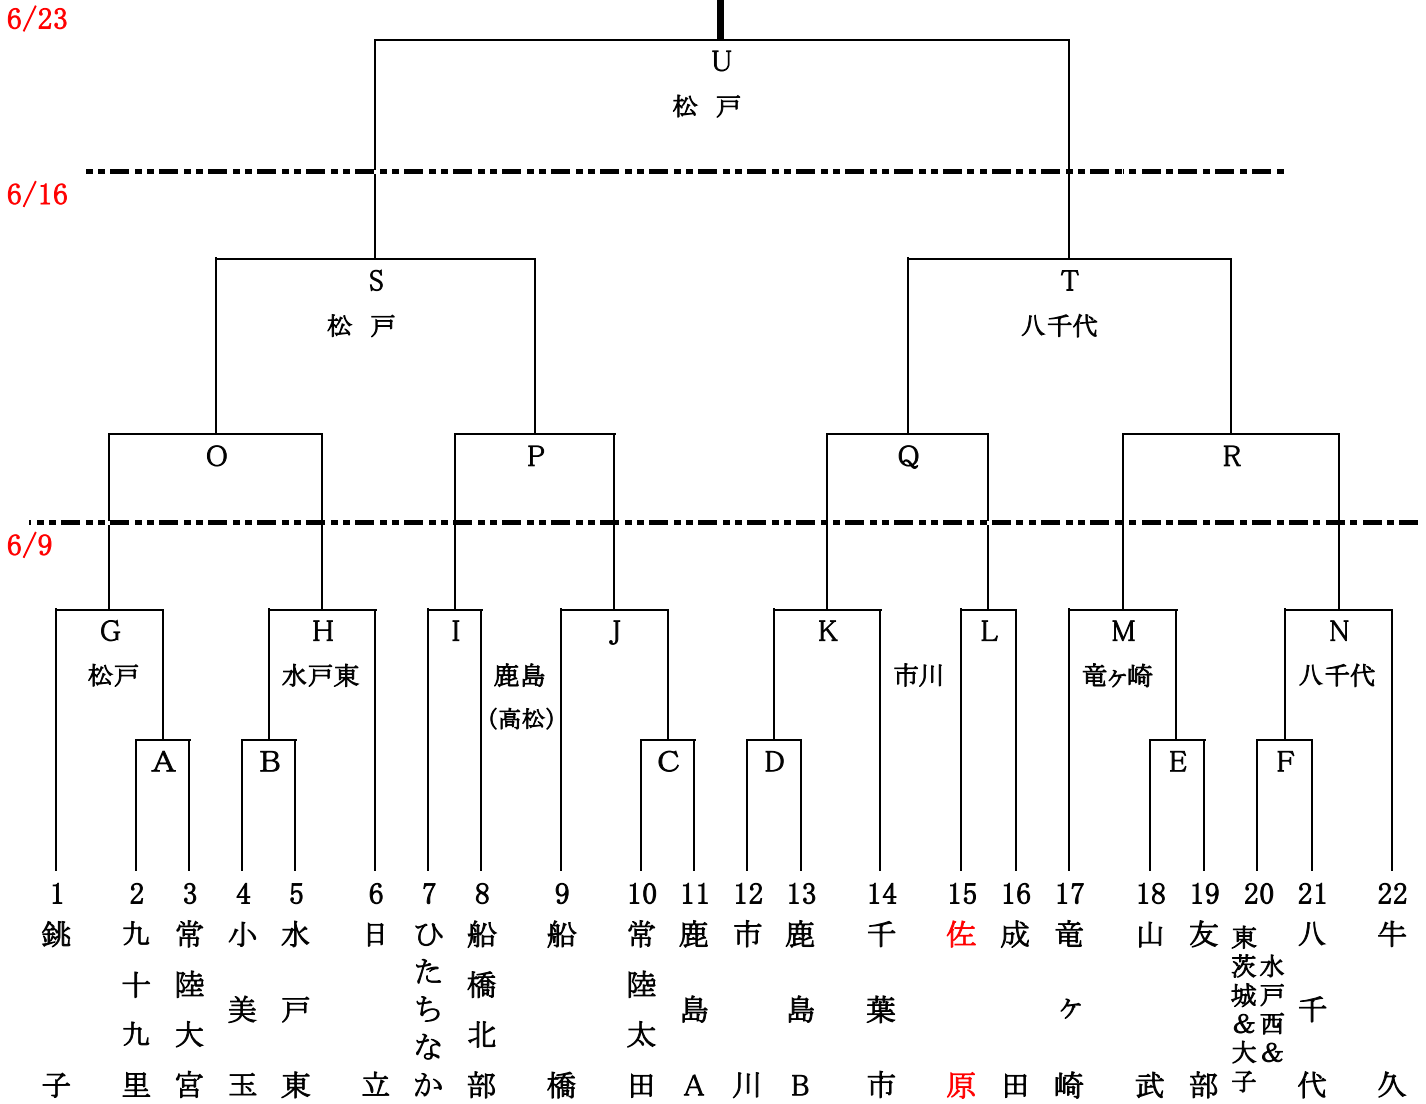 6/23
U
松 戸
6/16
S
T
松 戸
八千代
O
P
Q
R
6/9
G
H
I
J
K
L
M
N
松戸
水戸東
鹿島
(高松)
市川
竜ヶ崎
八千代
A
B
C
D
E
F
1
2
3
4
5
6
7
8
9
10
11
12
13
14
15
16
17
18
19
20
21
22
銚子
九十九里
常陸大宮
小美玉
水戸東
日立
ひたちなか
船橋北部
船橋
常陸太田
鹿島A
市川
鹿島B
千葉市
佐原
成田
竜ヶ崎
山武
友部
水戸西&
東茨城&大子
八千代
牛久